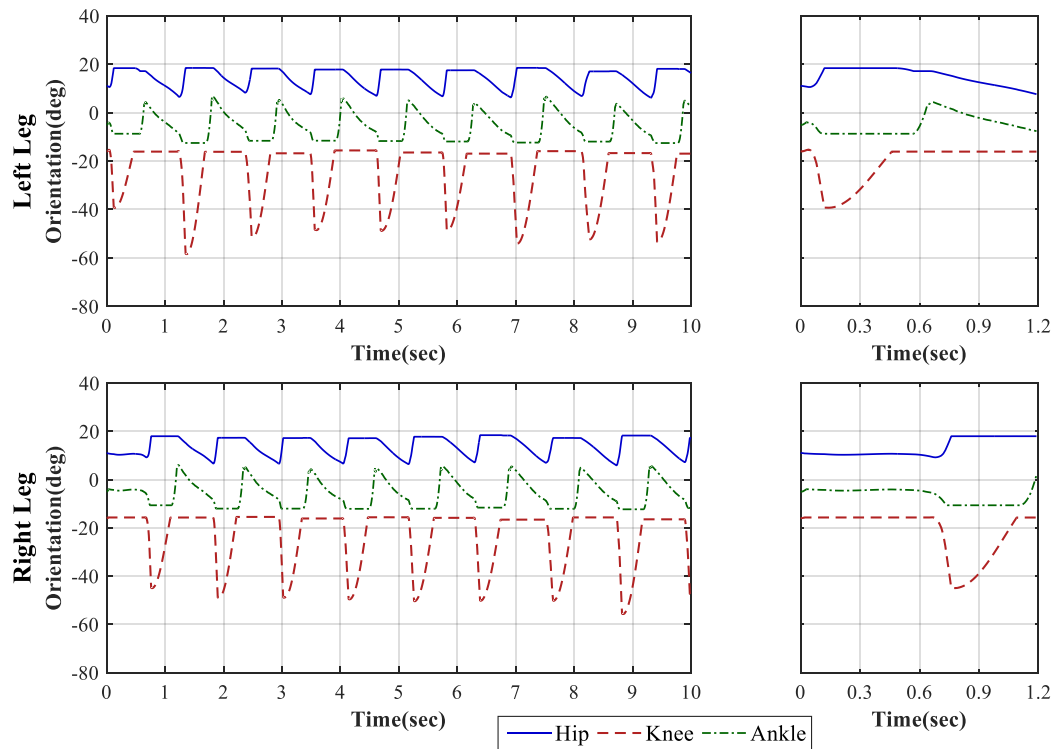 40
20
0
-20
-40
-60
-80
Left Leg
Orientation(deg)
0 1 2 3 4 5 6 7 8 9 10
Time(sec)
0 0.3 0.6 0.9 1.2
Time(sec)
40
20
0
-20
-40
-60
-80
Right Leg
Orientation(deg)
0 1 2 3 4 5 6 7 8 9 10
Time(sec)
0 0.3 0.6 0.9 1.2
Time(sec)
Hip Knee Ankle